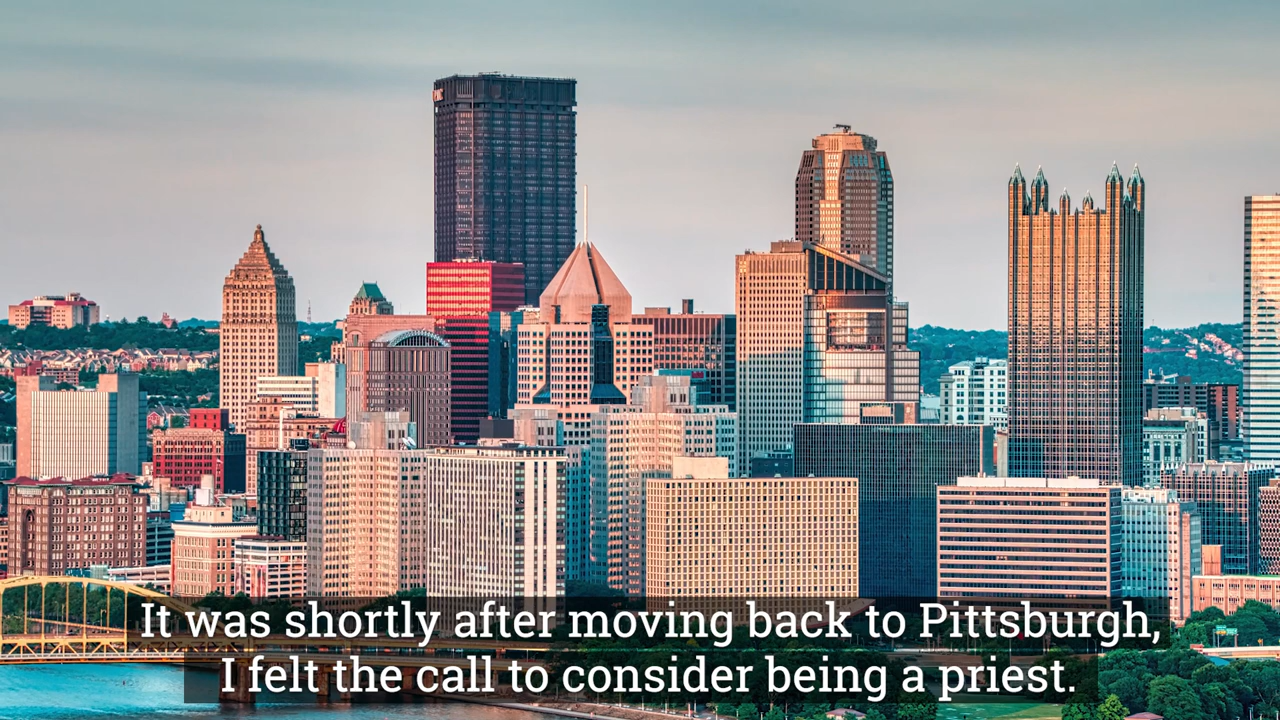 It was shortly after moving back to Pittsburgh,
I felt the call to consider being a priest.